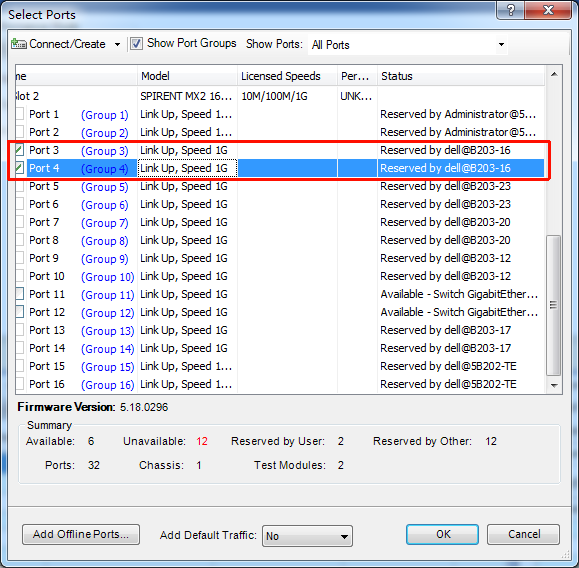 Select Ports
Connect/Create Show Port Groups Show Ports: All Ports
me Model Licensed Speeds Per... Status
Slot 2 SPIRENT MX2 16... 10M/100M/1G UNK...
Port 1 (Group 1) Link Up, Speed 1... Reserved by Administrator@5...
Port 2 (Group 2) Link Up, Speed 1... Reserved by Administrator@5...
Port 3 (Group 3) Link Up, Speed 1G Reserved by dell@B203-16
Port 4 (Group 4) Link Up, Speed 1G Reserved by dell@B203-16
Port 5 (Group 5) Link Up, Speed 1G Reserved by dell@B203-23
Port 6 (Group 6) Link Up, Speed 1G Reserved by dell@B203-23
Port 7 (Group 7) Link Up, Speed 1G Reserved by dell@B203-20
Port 8 (Group 8) Link Up, Speed 1G Reserved by dell@B203-20
Port 9 (Group 9) Link Up, Speed 1G Reserved by dell@B203-12
Port 10 (Group 10) Link Up, Speed 1G Reserved by dell@B203-12
Port 11 (Group 11) Link Up, Speed 1G Available - Switch GigabitEther...
Port 12 (Group 12) Link Up, Speed 1G Available - Switch GigabitEther...
Port 13 (Group 13) Link Up, Speed 1G Reserved by dell@B203-17
Port 14 (Group 14) Link Up, Speed 1G Reserved by dell@B203-17
Port 15 (Group 15) Link Up, Speed 1... Reserved by dell@5B202-TE
Port 16 (Group 16) Link Up, Speed 1... Reserved by dell@5B202-TE
Firmware Version: 5.18.0296
Summary
Available: 6 Unavailable: 12 Reserved by User: 2 Reserved by Other: 12
Ports: 32 Chassis: 1 Test Modules: 2
Add Offline Ports... Add Default Traffic: No OK Cancel